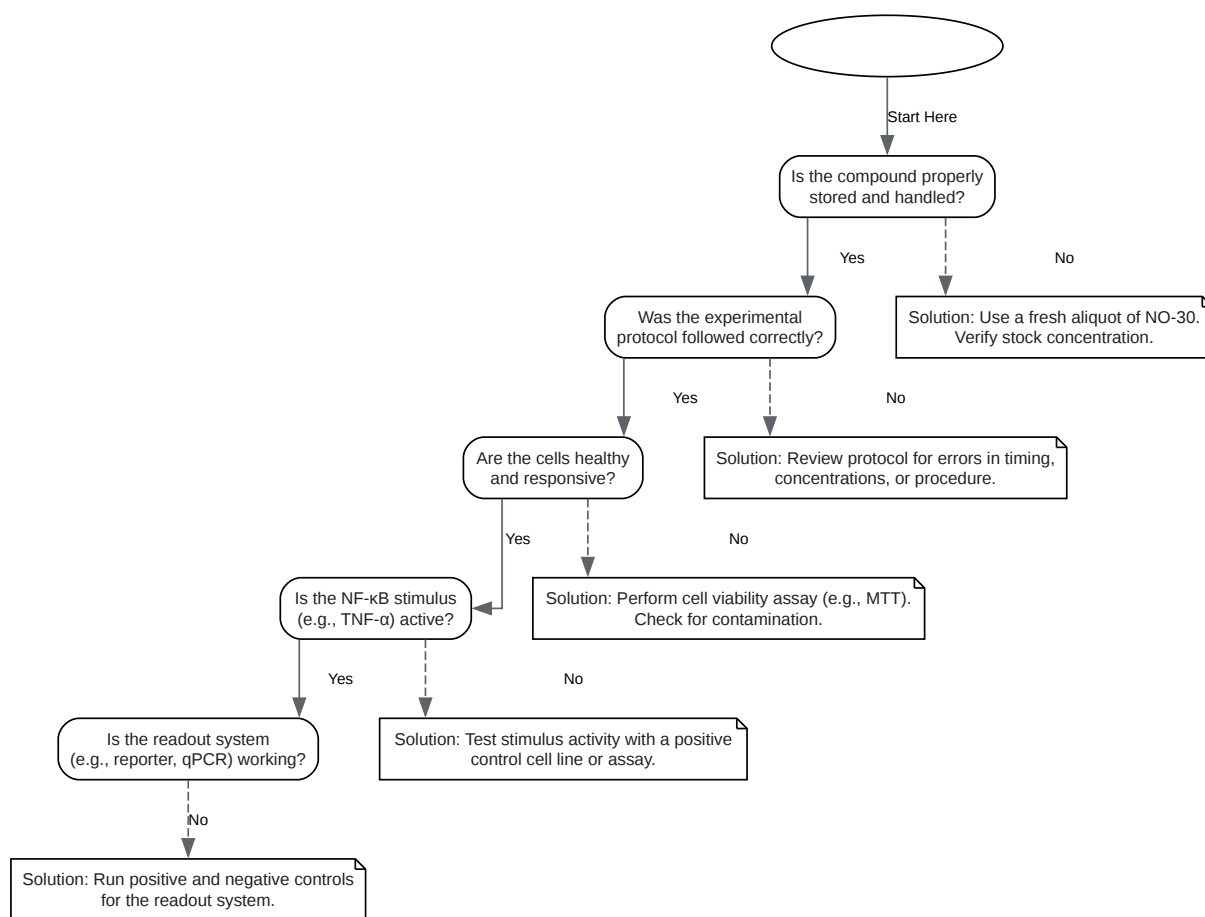 Start Here
Is the compound properly
stored and handled?
Yes
No
Was the experimental
protocol followed correctly?
Solution: Use a fresh aliquot of NO-30.
Verify stock concentration.
Yes
No
Are the cells healthy
and responsive?
Solution: Review protocol for errors in timing,
concentrations, or procedure.
Yes
No
Is the NF-κB stimulus
(e.g., TNF-α) active?
Solution: Perform cell viability assay (e.g., MTT).
Check for contamination.
Yes
No
Is the readout system
(e.g., reporter, qPCR) working?
Solution: Test stimulus activity with a positive
control cell line or assay.
No
Solution: Run positive and negative controls
for the readout system.